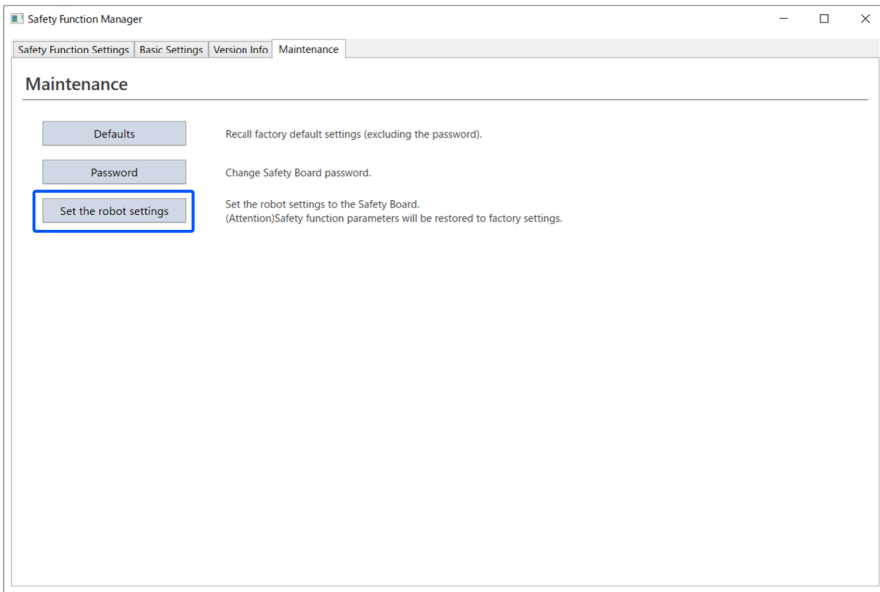 Safety Function Manager
Safety Function Settings Basic Settings Version Info Maintenance
Maintenance
Defaults Recall factory default settings (excluding the password).
Password Change Safety Board password.
Set the robot settings Set the robot settings to the Safety Board.
(Attention)Safety function parameters will be restored to factory settings.